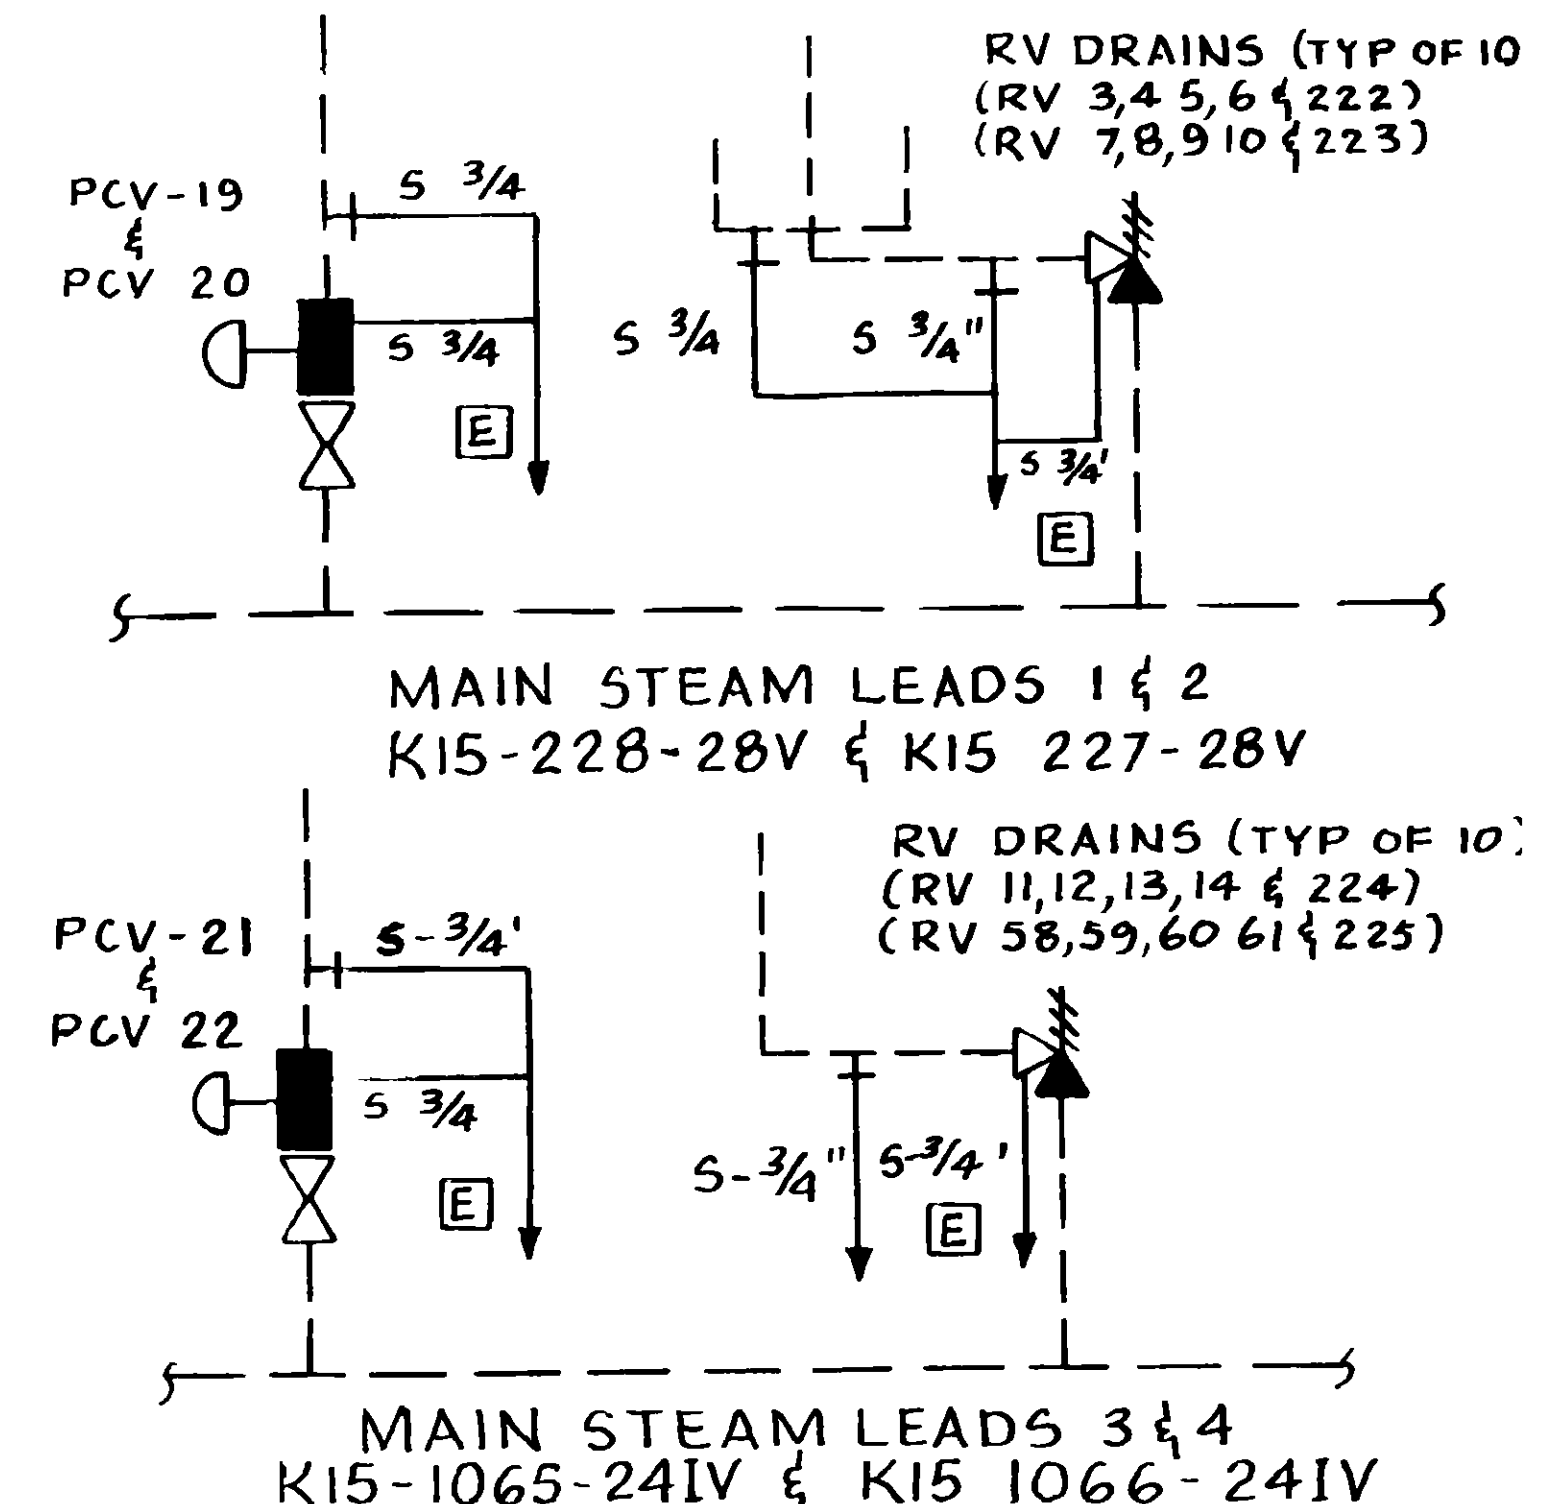 RV DRAINS (TYP OF 10
(RV 3,4 5,6 & 222)
(RV 7,8,9 10 & 223)
PCV-19
&
PCV 20
S 3/4
S 3/4
E
S 3/4
S 3/4"
S 3/4'
E
MAIN STEAM LEADS 1 & 2
K15-228-28V & K15 227-28V
RV DRAINS (TYP OF 10)
(RV 11,12,13,14 & 224)
(RV 58,59,60 61 & 225)
PCV-21
&
PCV 22
S-3/4'
S 3/4
E
S-3/4"
S-3/4'
E
MAIN STEAM LEADS 3 & 4
K15-1065-24IV & K15 1066-24IV